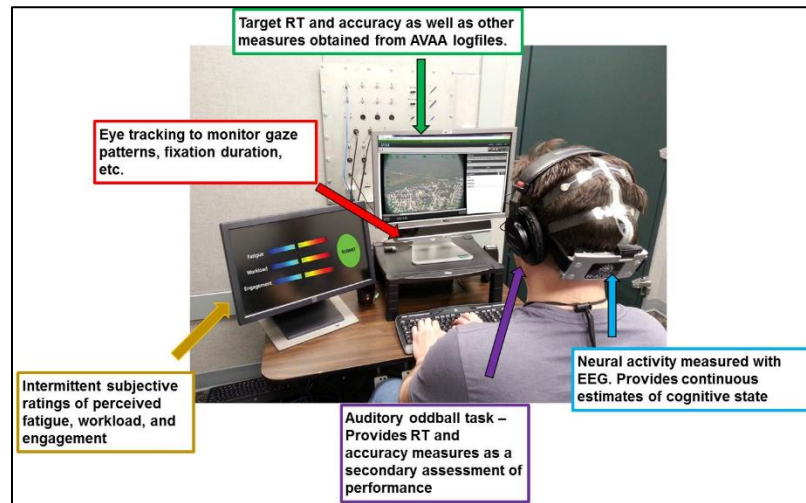 Target RT and accuracy as well as other
measures obtained from AVAA logfiles.
Eye tracking to monitor gaze
patterns, fixation duration,
etc.
Fatigue
Workload
Engagement
SUBMIT
Intermittent subjective
ratings of perceived
fatigue, workload, and
engagement
Auditory oddball task –
Provides RT and
accuracy measures as a
secondary assessment of
performance
Neural activity measured with
EEG. Provides continuous
estimates of cognitive state